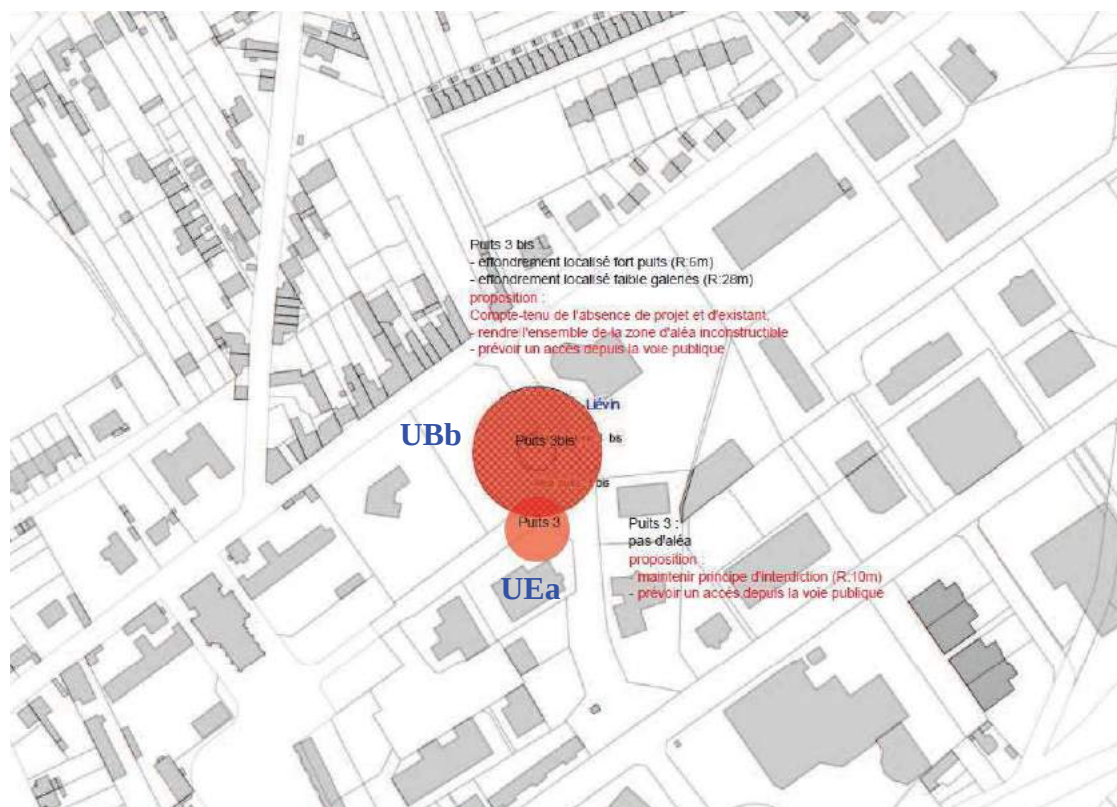 Puits 3 bis
- effondrement localisé fort puits (R:6m)
- effondrement localisé faible galeries (R:28m)
proposition :
Compte-tenu de l'absence de projet et d'existant,
- rendre l'ensemble de la zone d'aléa inconstructible
- prévoir un accès depuis la voie publique
Liévin
UBb
Puits 3bis
bis
bis
Puits 3
Puits 3 :
pas d'aléa
proposition :
- maintenir principe d'interdiction (R:10m)
- prévoir un accès depuis la voie publique
UEa